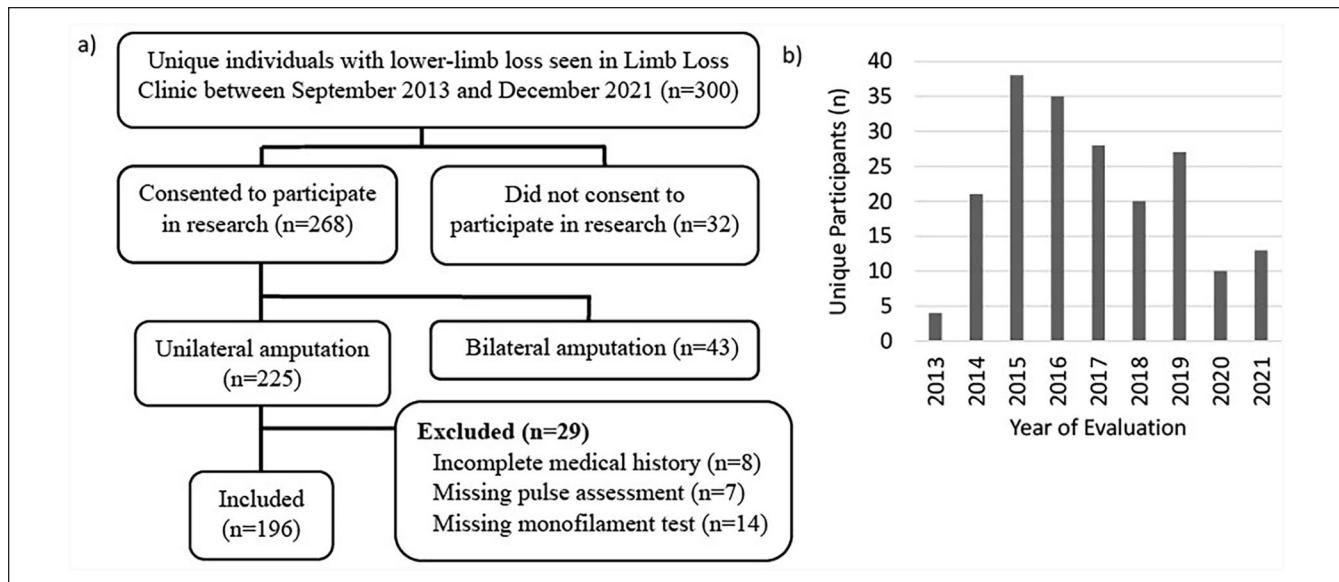 a)
Unique individuals with lower-limb loss seen in Limb Loss
Clinic between September 2013 and December 2021 (n=300)
Consented to participate
in research (n=268)
Did not consent to
participate in research (n=32)
Unilateral amputation
(n=225)
Bilateral amputation (n=43)
Excluded (n=29)
Incomplete medical history (n=8)
Missing pulse assessment (n=7)
Missing monofilament test (n=14)
Included
(n=196)
b)
Unique Participants (n)
40
35
30
25
20
15
10
5
0
2013
2014
2015
2016
2017
2018
2019
2020
2021
Year of Evaluation